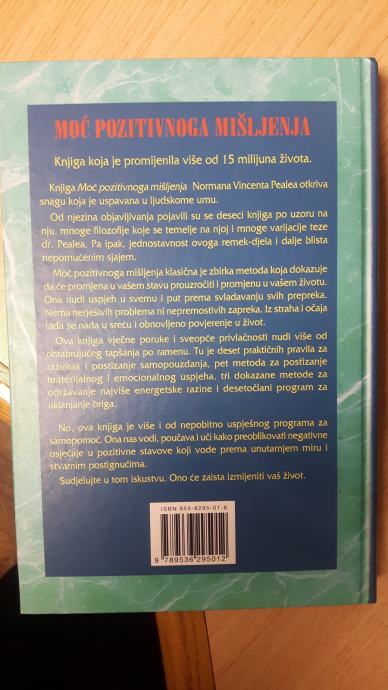 MOĆ POZITIVNOGA MIŠLJENJA
Knjiga koja je promijenila više od 15 milijuna života.
Knjiga Moć pozitivnoga mišljenja Normana Vincenta Pealea otkriva
snagu koja je uspavana u ljudskome umu.
Od njezina objavljivanja pojavili su se deseci knjiga po uzoru na
nju, mnoge filozofije koje se temelje na njoj i mnoge varijacije teze
dr. Pealea. Pa ipak, jednostavnost ovoga remek-djela i dalje blista
nepomućenim sjajem.
Moć pozitivnoga mišljenja klasična je zbirka metoda koja dokazuje
da će promjena u vašem stavu prouzročiti i promjenu u vašem životu.
Ona nudi uspjeh u svemu i put prema svladavanju svih prepreka.
Nema nerješivih problema ni nepremostivih zapreka. Iz straha i očaja
rađa se nada u sreću i obnovljeno povjerenje u život.
Ova knjiga vječne poruke i sveopće privlačnosti nudi više od
ohrabrujućeg tapšanja po ramenu. Tu je deset praktičnih pravila za
razvitak i postizanje samopouzdanja, pet metoda za postizanje
materijalnog i emocionalnog uspjeha, tri dokazane metode za
održavanje najviše energetske razine i desetočlani program za
uklanjanje briga.
No, ova knjiga je više i od nepobitno uspješnog programa za
samopomoć. Ona nas vodi, poučava i uči kako preoblikovati negativne
osjećaje u pozitivne stavove koji vode prema unutarnjem miru i
stvarnim postignućima.
Sudjelujte u tom iskustvu. Ono će zaista izmijeniti vaš život.
ISBN 953-6295-01-6
9 789536 295012